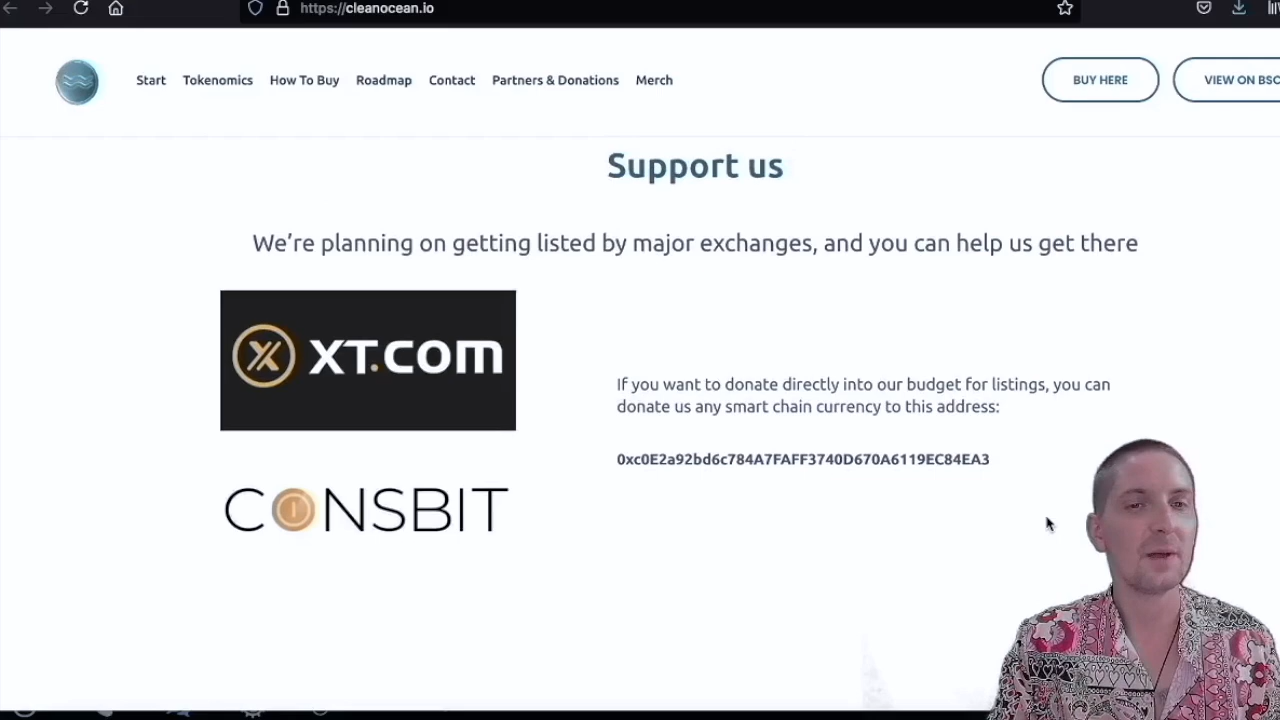 https://cleanocean.io
Start Tokenomics How To Buy Roadmap Contact Partners & Donations Merch BUY HERE VIEW ON BSC
Support us
We're planning on getting listed by major exchanges, and you can help us get there
XT.COM
If you want to donate directly into our budget for listings, you can
donate us any smart chain currency to this address:
0xc0E2a92bd6c784A7FAFF3740D670A6119EC84EA3
CONSBIT